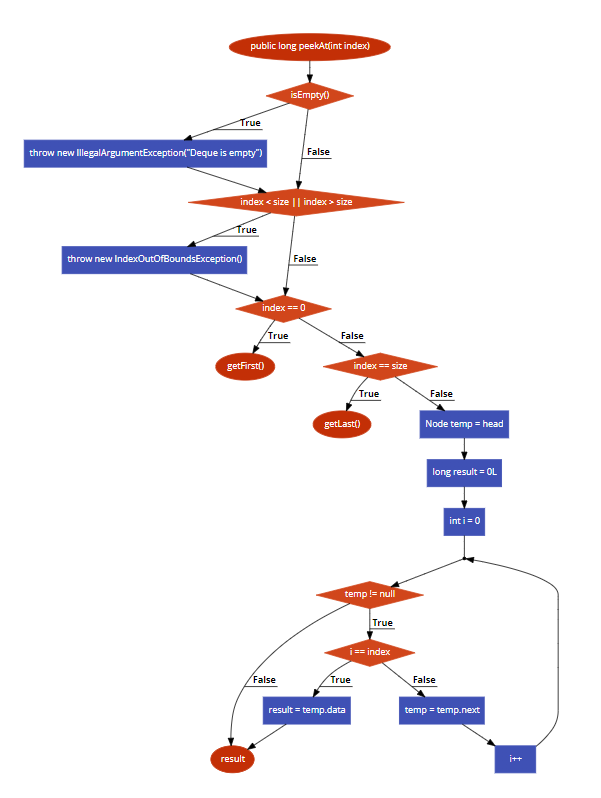 public long peekAt(int index)
isEmpty()
True
throw new IllegalArgumentException("Deque is empty")
False
index < size || index > size
True
throw new IndexOutOfBoundsException()
False
index == 0
True
False
getFirst()
index == size
True
False
getLast()
Node temp = head
long result = 0L
int i = 0
temp != null
True
i == index
False
True
False
result = temp.data
temp = temp.next
result
i++